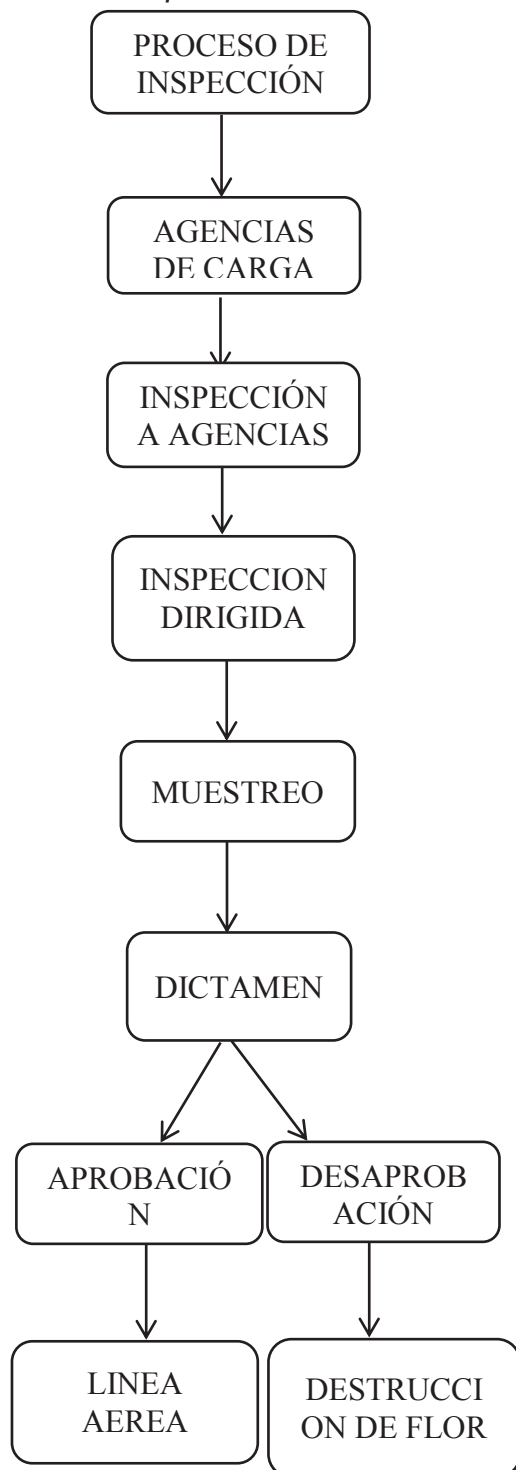 PROCESO DE
INSPECCIÓN
AGENCIAS
DE CARGA
INSPECCIÓN
A AGENCIAS
INSPECCION
DIRIGIDA
MUESTREO
DICTAMEN
APROBACIÓ
N
DESAPROB
ACIÓN
LINEA
AEREA
DESTRUCCI
ON DE FLOR